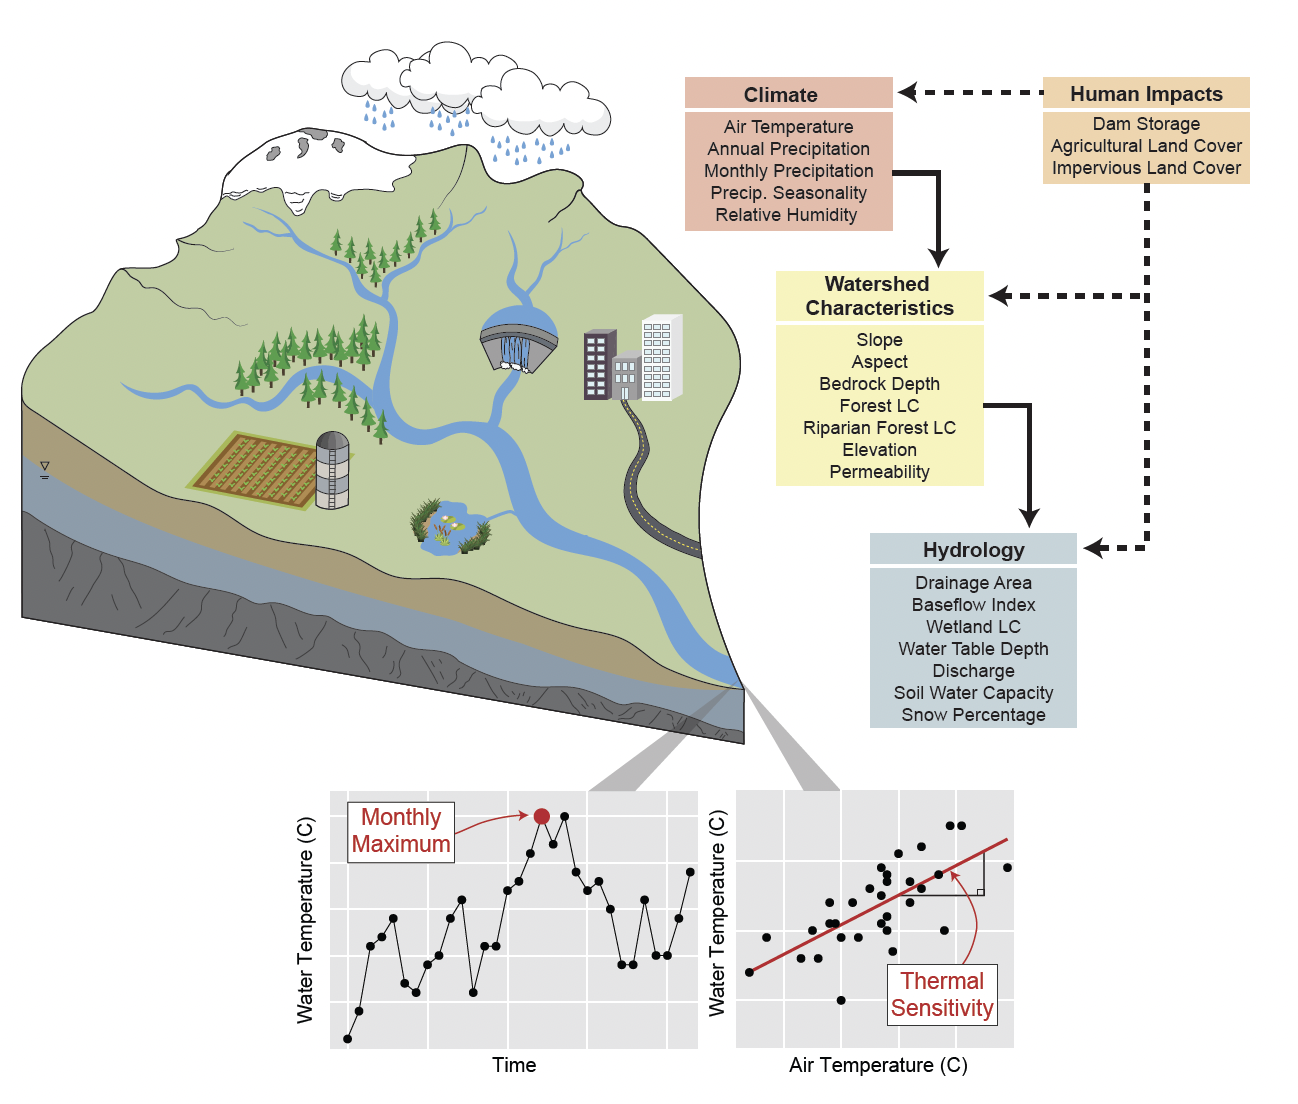 Climate
Air Temperature
Annual Precipitation
Monthly Precipitation
Precip. Seasonality
Relative Humidity
Human Impacts
Dam Storage
Agricultural Land Cover
Impervious Land Cover
Watershed
Characteristics
Slope
Aspect
Bedrock Depth
Forest LC
Riparian Forest LC
Elevation
Permeability
Hydrology
Drainage Area
Baseflow Index
Wetland LC
Water Table Depth
Discharge
Soil Water Capacity
Snow Percentage
Water Temperature (C)
Monthly
Maximum
Time
Water Temperature (C)
Thermal
Sensitivity
Air Temperature (C)